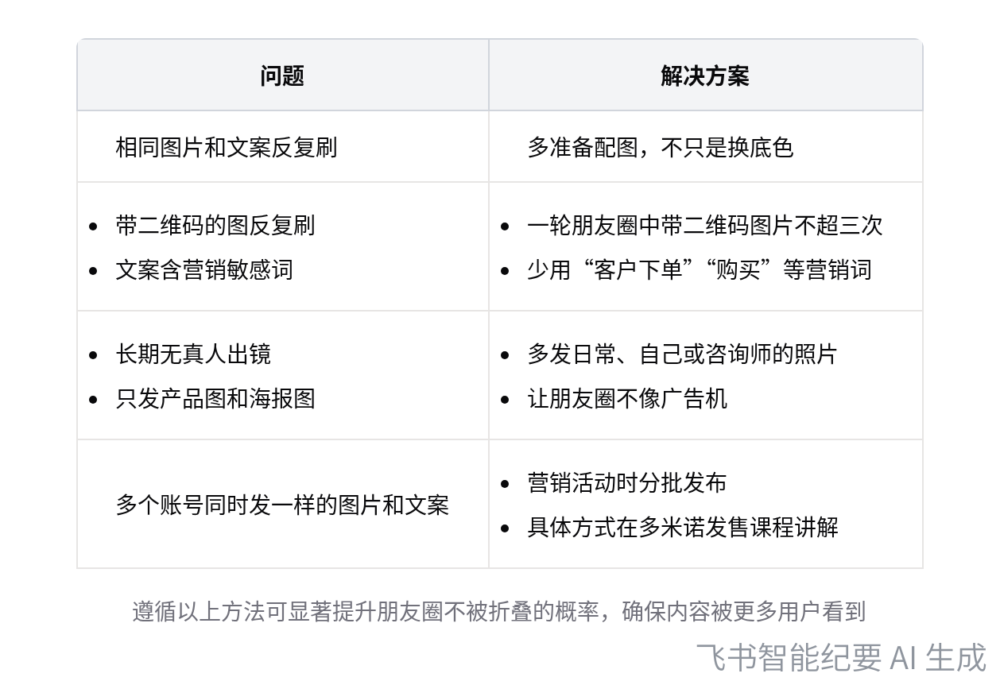 问题
解决方案
相同图片和文案反复刷
多准备配图，不只是换底色
• 带二维码的图反复刷
• 文案含营销敏感词
• 一轮朋友圈中带二维码图片不超三次
• 少用“客户下单”“购买”等营销词
• 长期无真人出镜
• 只发产品图和海报图
• 多发日常、自己或咨询师的照片
• 让朋友圈不像广告机
多个账号同时发一样的图片和文案
• 营销活动时分批发布
• 具体方式在多米诺发售课程讲解
遵循以上方法可显著提升朋友圈不被折叠的概率，确保内容被更多用户看到
飞书智能纪要 AI 生成